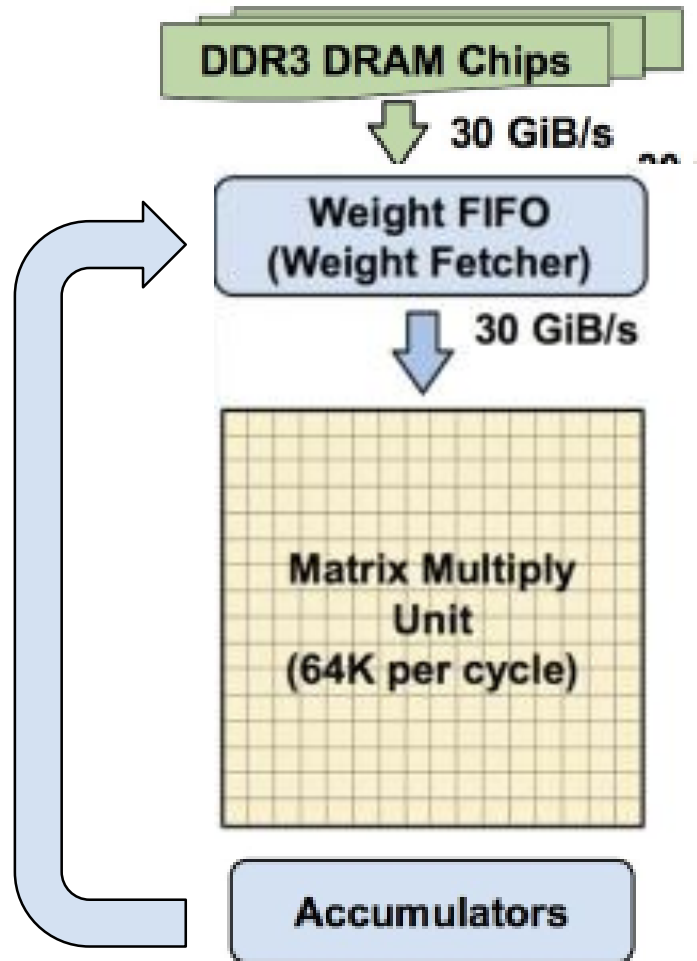 DDR3 DRAM Chips
30 GiB/s
Weight FIFO
(Weight Fetcher)
30 GiB/s
Matrix Multiply
Unit
(64K per cycle)
Accumulators